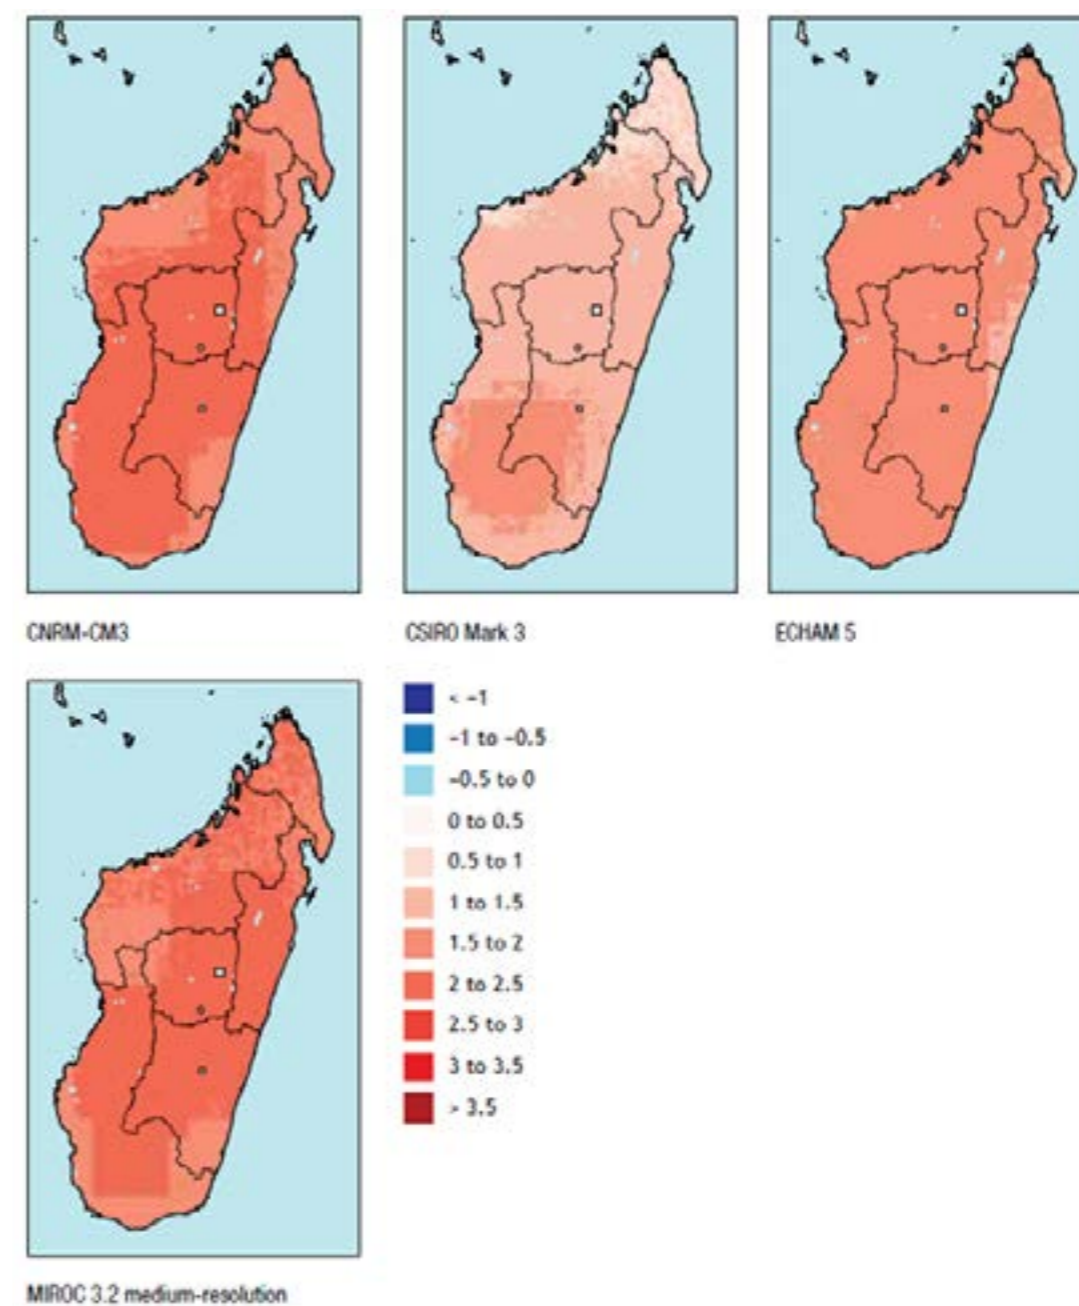 CNRM-CM3
CSIRO Mark 3
ECHAM 5
< -1
-1 to -0.5
-0.5 to 0
0 to 0.5
0.5 to 1
1 to 1.5
1.5 to 2
2 to 2.5
2.5 to 3
3 to 3.5
> 3.5
MIROC 3.2 medium-resolution